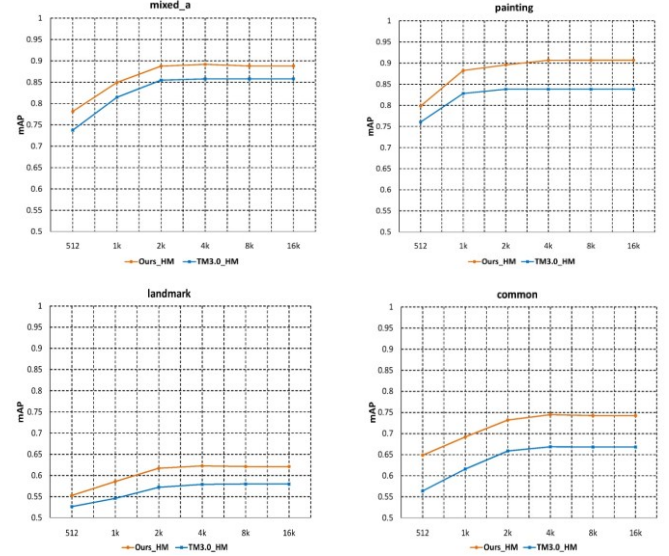 mixed_a
1
0.95
0.9
0.85
0.8
0.75
0.7
0.65
0.6
0.55
0.5
mAP
512 1k 2k 4k 8k 16k
Ours_HM TM3.0_HM
painting
1
0.95
0.9
0.85
0.8
0.75
0.7
0.65
0.6
0.55
0.5
mAP
512 1k 2k 4k 8k 16k
Ours_HM TM3.0_HM
landmark
1
0.95
0.9
0.85
0.8
0.75
0.7
0.65
0.6
0.55
0.5
mAP
512 1k 2k 4k 8k 16k
Ours_HM TM3.0_HM
common
1
0.95
0.9
0.85
0.8
0.75
0.7
0.65
0.6
0.55
0.5
mAP
512 1k 2k 4k 8k 16k
Ours_HM TM3.0_HM